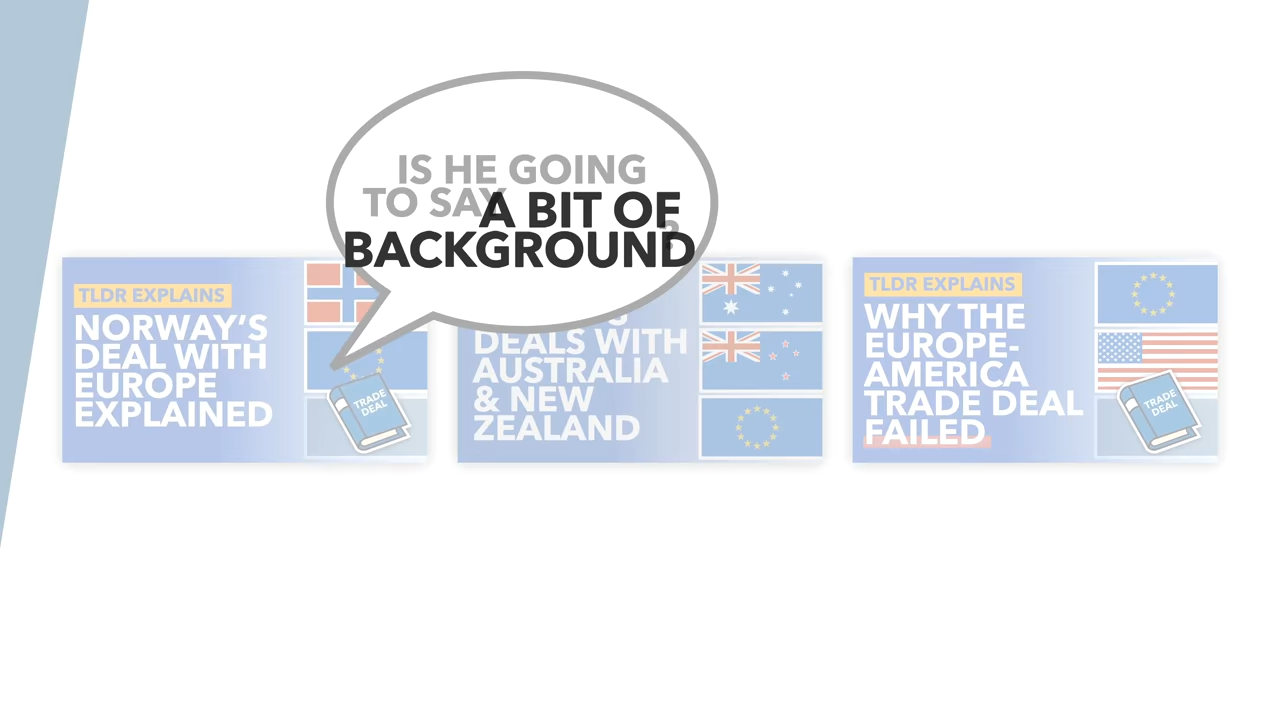 IS HE GOING
TO SAY
?
A BIT OF
BACKGROUND
TLDR EXPLAINS
NORWAY'S
DEAL WITH
EUROPE
EXPLAINED
TRADE
DEAL
DEALS WITH
AUSTRALIA
& NEW
ZEALAND
TLDR EXPLAINS
WHY THE
EUROPE-
AMERICA
TRADE DEAL
FAILED
TRADE
DEAL